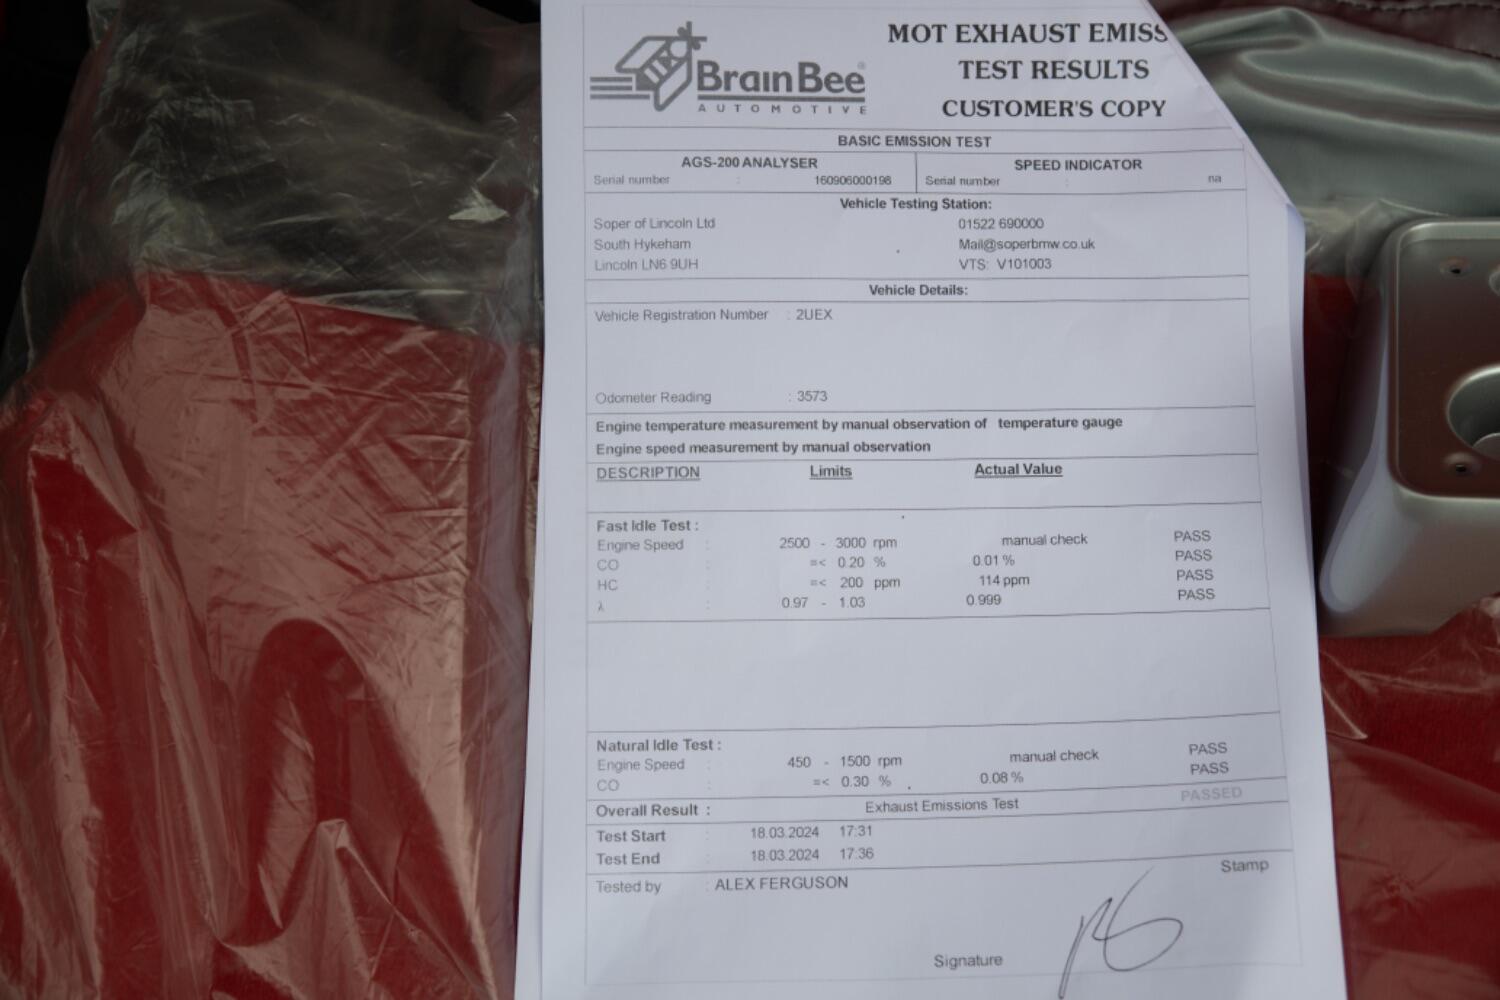 BrainBee
AUTOMOTIVE
MOT EXHAUST EMISS
TEST RESULTS
CUSTOMER'S COPY
BASIC EMISSION TEST
AGS-200 ANALYSER SPEED INDICATOR
Serial number : 160906000198 Serial number : na
Vehicle Testing Station:
Soper of Lincoln Ltd 01522 690000
South Hykeham Mail@soperbmw.co.uk
Lincoln LN6 9UH VTS: V101003
Vehicle Details:
Vehicle Registration Number : 2UEX
Odometer Reading : 3573
Engine temperature measurement by manual observation of temperature gauge
Engine speed measurement by manual observation
DESCRIPTION Limits Actual Value
Fast Idle Test :
Engine Speed : 2500 - 3000 rpm manual check PASS
CO : =< 0.20 % 0.01 % PASS
HC : =< 200 ppm 114 ppm PASS
λ : 0.97 - 1.03 0.999 PASS
Natural Idle Test :
Engine Speed : 450 - 1500 rpm manual check PASS
CO : =< 0.30 % 0.08 % PASS
Overall Result : Exhaust Emissions Test PASSED
Test Start : 18.03.2024 17:31
Test End : 18.03.2024 17:36
Tested by : ALEX FERGUSON
Stamp
Signature